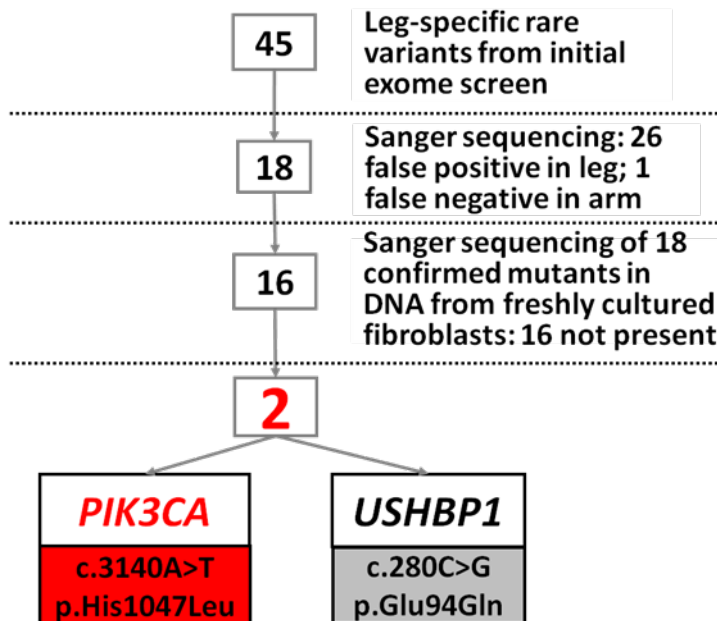 45
Leg-specific rare
variants from initial
exome screen
18
Sanger sequencing: 26
false positive in leg; 1
false negative in arm
16
Sanger sequencing of 18
confirmed mutants in
DNA from freshly cultured
fibroblasts: 16 not present
2
PIK3CA
c.3140A>T
p.His1047Leu
USHBP1
c.280C>G
p.Glu94Gln